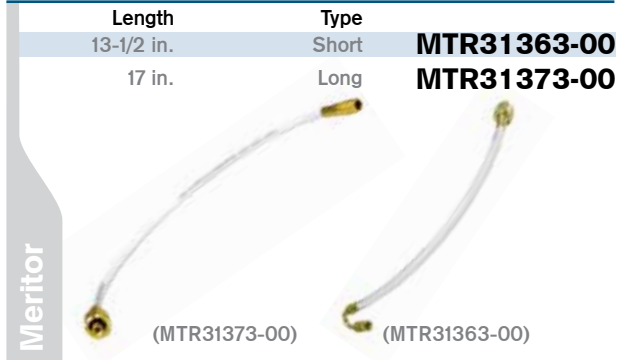 Length Type
13-1/2 in. Short MTR31363-00
17 in. Long MTR31373-00
Meritor
(MTR31373-00) (MTR31363-00)